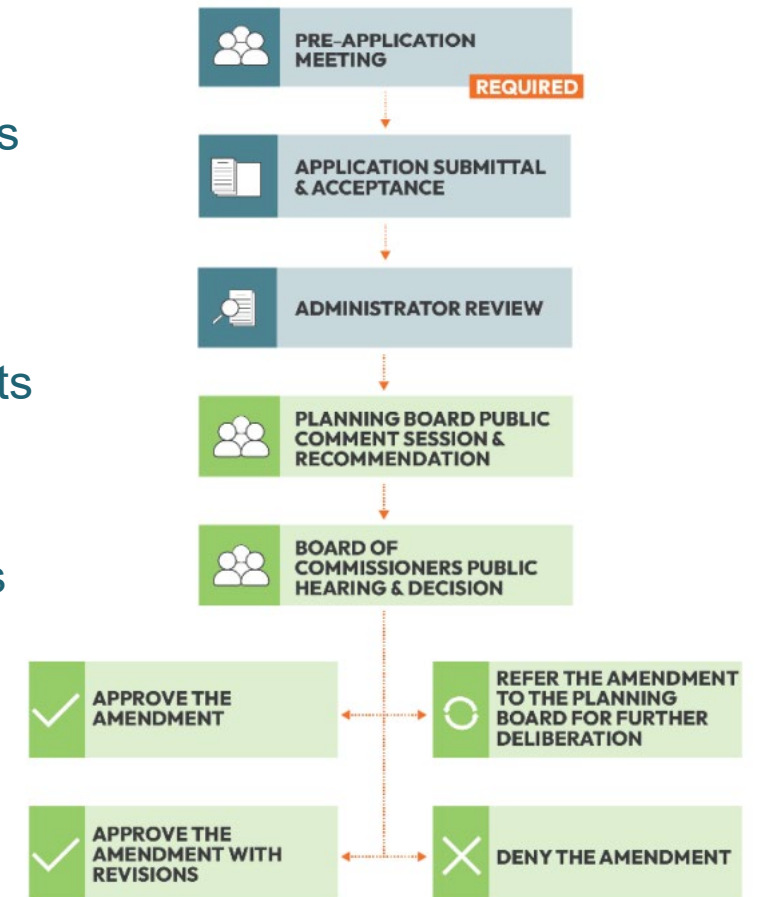 PRE-APPLICATION
MEETING
REQUIRED
s
APPLICATION SUBMITTAL
& ACCEPTANCE
ADMINISTRATOR REVIEW
ts
PLANNING BOARD PUBLIC
COMMENT SESSION &
RECOMMENDATION
s
BOARD OF
COMMISSIONERS PUBLIC
HEARING & DECISION
APPROVE THE
AMENDMENT
REFER THE AMENDMENT
TO THE PLANNING
BOARD FOR FURTHER
DELIBERATION
APPROVE THE
AMENDMENT WITH
REVISIONS
DENY THE AMENDMENT